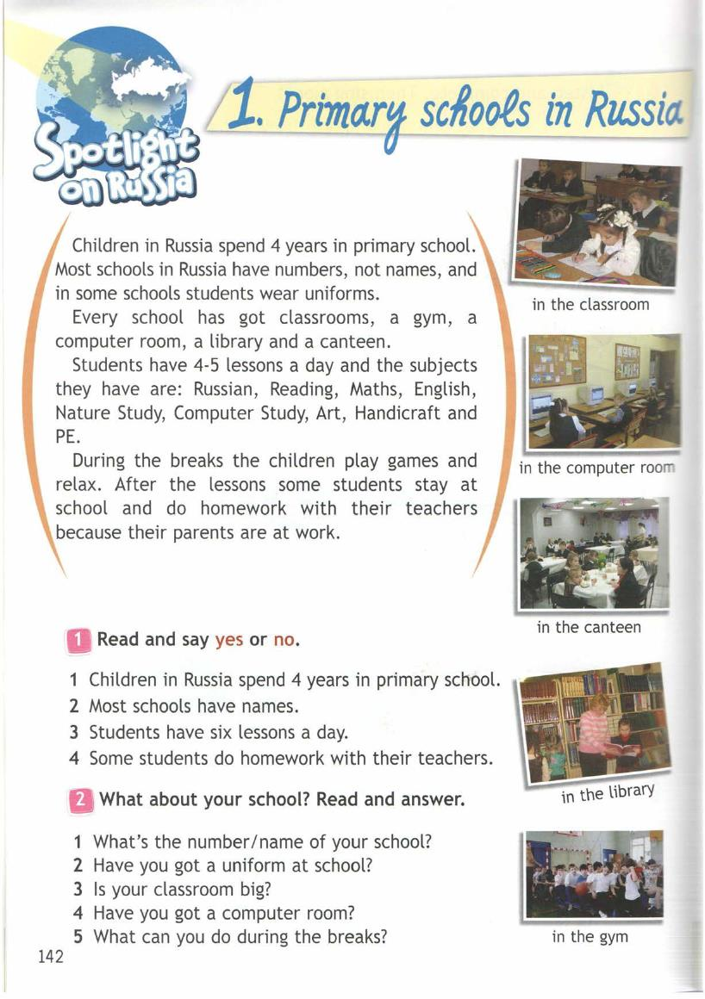 Spotlight
on Russia
1. Primary schools in Russia
Children in Russia spend 4 years in primary school.
Most schools in Russia have numbers, not names, and
in some schools students wear uniforms.
Every school has got classrooms, a gym, a
computer room, a library and a canteen.
Students have 4-5 lessons a day and the subjects
they have are: Russian, Reading, Maths, English,
Nature Study, Computer Study, Art, Handicraft and
PE.
During the breaks the children play games and
relax. After the lessons some students stay at
school and do homework with their teachers
because their parents are at work.
in the classroom
in the computer room
in the canteen
in the library
in the gym
1 Read and say yes or no.
1 Children in Russia spend 4 years in primary school.
2 Most schools have names.
3 Students have six lessons a day.
4 Some students do homework with their teachers.
2 What about your school? Read and answer.
1 What's the number/name of your school?
2 Have you got a uniform at school?
3 Is your classroom big?
4 Have you got a computer room?
5 What can you do during the breaks?
142